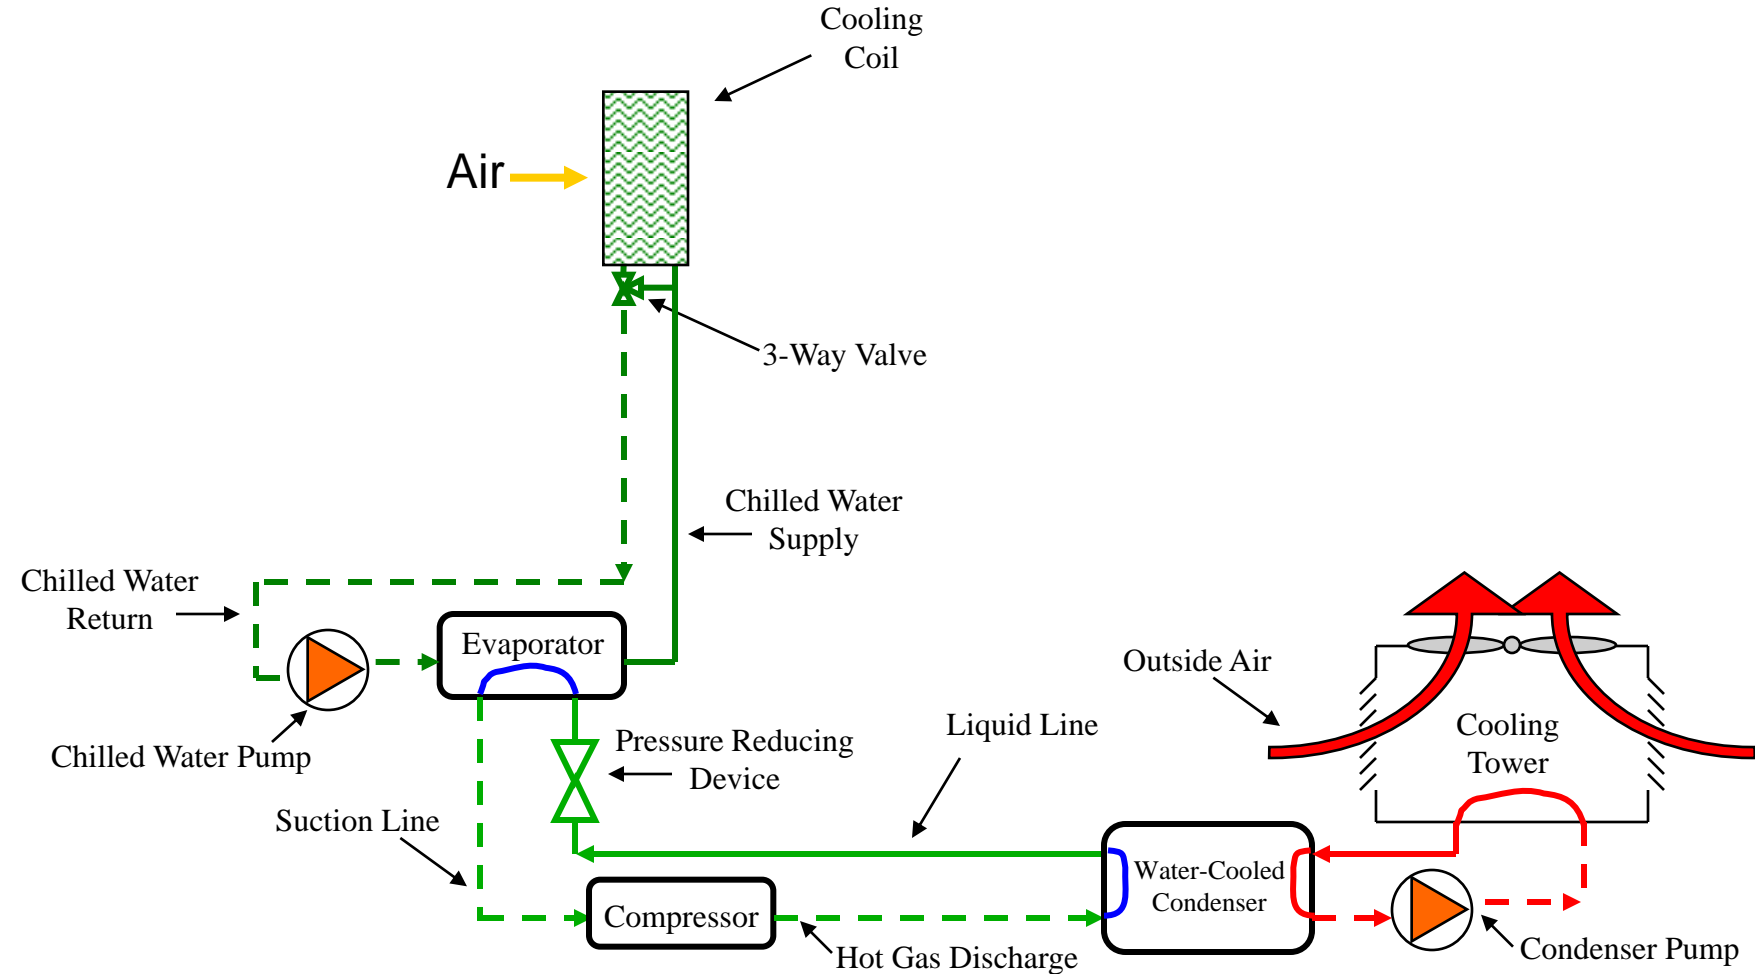 Cooling
Coil
Air
3-Way Valve
Chilled Water
Supply
Chilled Water
Return
Evaporator
Outside Air
Chilled Water Pump
Pressure Reducing
Device
Liquid Line
Cooling
Tower
Suction Line
Water-Cooled
Condenser
Compressor
Hot Gas Discharge
Condenser Pump